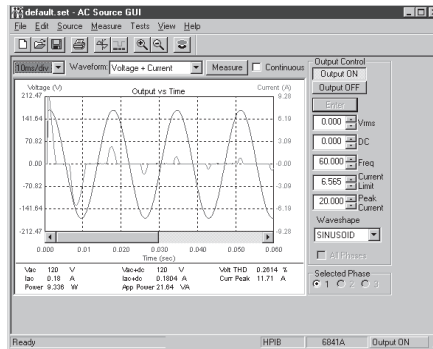 default.set - AC Source GUI
File Edit Source Measure Tests View Help
10ms/div Waveform: Voltage + Current Measure Continuous
Voltage (V) Output vs Time Current (A)
212.47 9.28
141.64 6.19
70.82 3.09
0.00 0.00
-70.82 -3.09
-141.64 -6.19
-212.47 -9.28
0.000 0.01 0.020 0.030 0.040 0.050 0.060
Time (sec)
Vac 120 V Vac+dc 120 V Volt THD 0.2614 %
Iac 0.18 A Iac+dc 0.1804 A Curr Peak 11.71 A
Power 9.336 W App Power 21.64 VA
Output Control
Output ON
Output OFF
Enter
0.000 Vrms
0.000 DC
60.000 Freq
6.565 Current Limit
20.000 Peak Current
Waveshape
SINUSOID
All Phases
Selected Phase
1 2 3
Ready HPIB 6841A Output ON